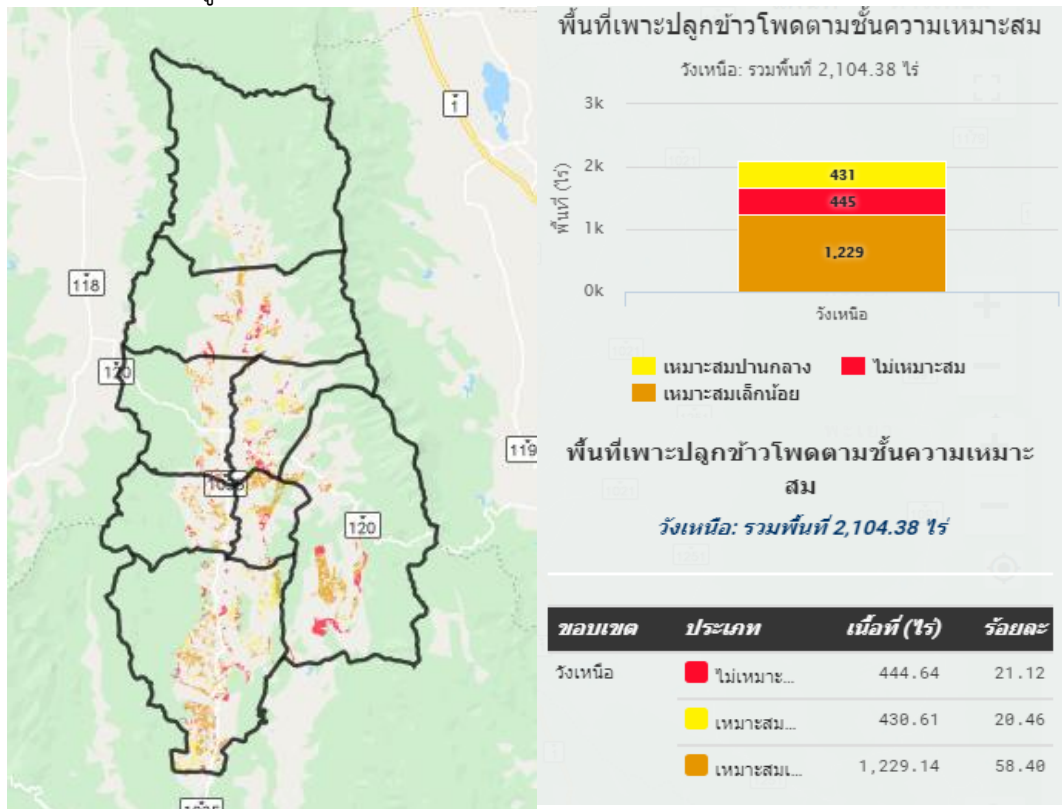 พื้นที่เพาะปลูกข้าวโพดตามชั้นความเหมาะสม
วังเหนือ: รวมพื้นที่ 2,104.38 ไร่
3k
2k
1k
0k
พื้นที่ (ไร่)
431
445
1,229
วังเหนือ
เหมาะสมปานกลาง ไม่เหมาะสม
เหมาะสมเล็กน้อย
พื้นที่เพาะปลูกข้าวโพดตามชั้นความเหมาะ
สม
วังเหนือ: รวมพื้นที่ 2,104.38 ไร่
ขอบเขต ประเภท เนื้อที่ (ไร่) ร้อยละ
วังเหนือ ไม่เหมาะ... 444.64 21.12
เหมาะสม... 430.61 20.46
เหมาะสมเ... 1,229.14 58.40
1
118
120
119
120
1035